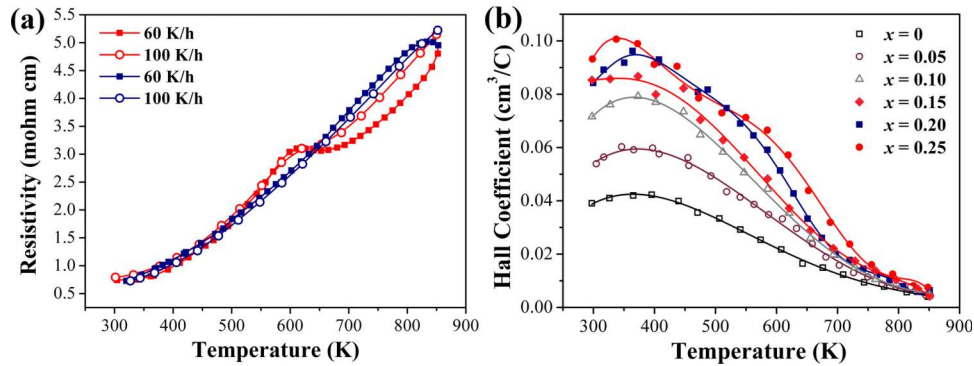 (a)
60 K/h
100 K/h
60 K/h
100 K/h
5.5
5.0
4.5
4.0
3.5
3.0
2.5
2.0
1.5
1.0
0.5
Resistivity (mohm cm)
300 400 500 600 700 800 900
Temperature (K)
(b)
x = 0
x = 0.05
x = 0.10
x = 0.15
x = 0.20
x = 0.25
0.10
0.08
0.06
0.04
0.02
0.00
Hall Coefficient (cm³/C)
300 400 500 600 700 800 900
Temperature (K)